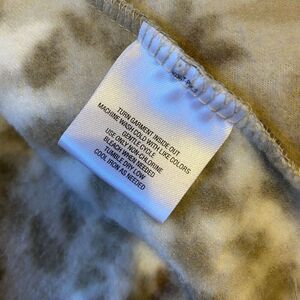 TURN GARMENT INSIDE OUT
MACHINE WASH COLD WITH LIKE COLORS
GENTLE CYCLE
USE ONLY NON-CHLORINE
BLEACH WHEN NEEDED
TUMBLE DRY LOW
COOL IRON AS NEEDED